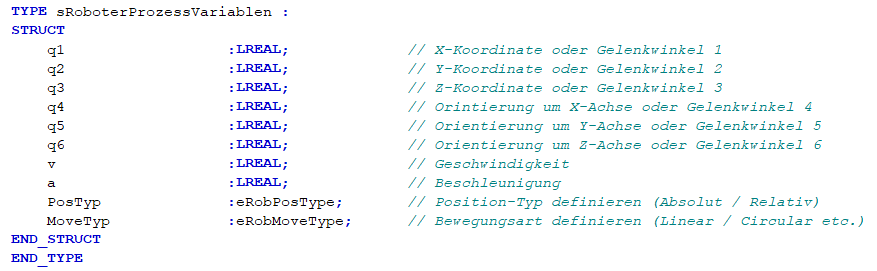 TYPE sRoboterProzessVariablen :
STRUCT
q1 :LREAL; // X-Koordinate oder Gelenkwinkel 1
q2 :LREAL; // Y-Koordinate oder Gelenkwinkel 2
q3 :LREAL; // Z-Koordinate oder Gelenkwinkel 3
q4 :LREAL; // Orintierung um X-Achse oder Gelenkwinkel 4
q5 :LREAL; // Orientierung um Y-Achse oder Gelenkwinkel 5
q6 :LREAL; // Orientierung um Z-Achse oder Gelenkwinkel 6
v :LREAL; // Geschwindigkeit
a :LREAL; // Beschleunigung
PosTyp :eRobPosType; // Position-Typ definieren (Absolut / Relativ)
MoveTyp :eRobMoveType; // Bewegungsart definieren (Linear / Circular etc.)
END_STRUCT
END_TYPE